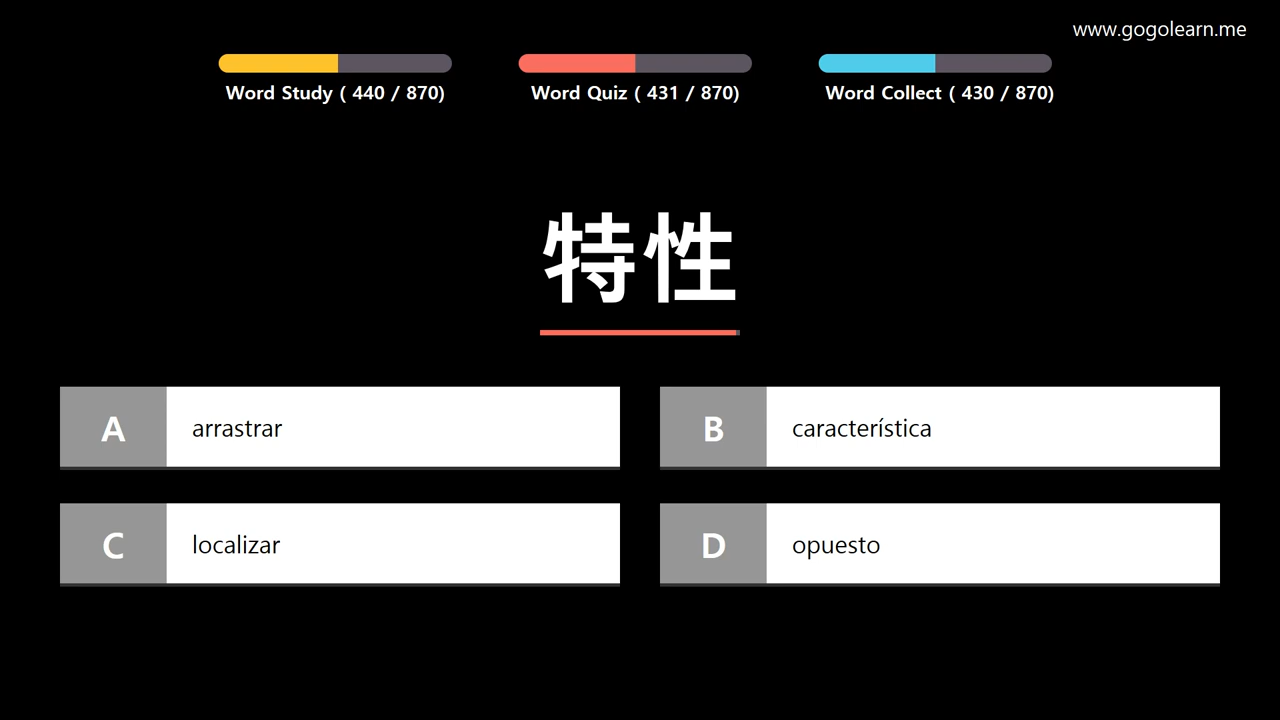 www.gogolearn.me
Word Study ( 440 / 870)
Word Quiz ( 431 / 870)
Word Collect ( 430 / 870)
特性
A arrastrar
B característica
C localizar
D opuesto